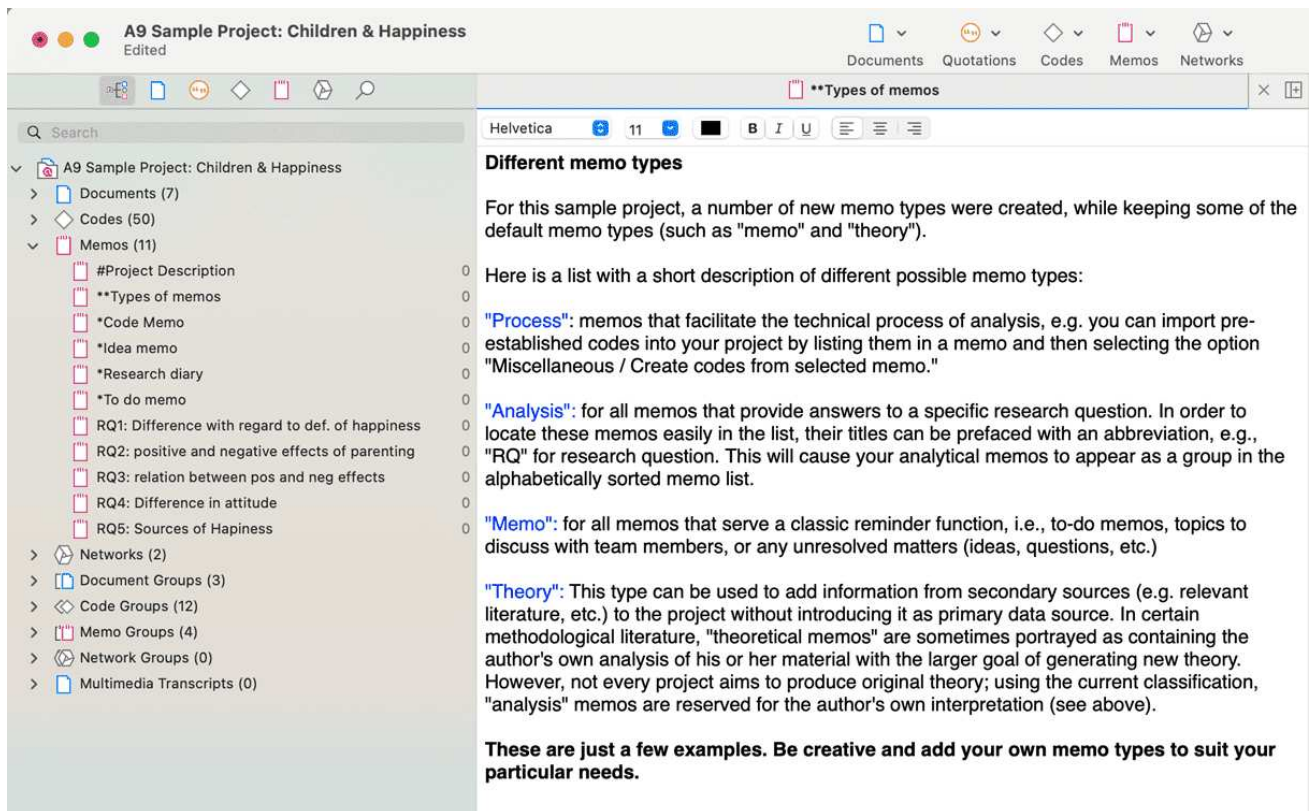 A9 Sample Project: Children & Happiness
Edited
Documents
Quotations
Codes
Memos
Networks
**Types of memos
Search
Helvetica
11
B I U
A9 Sample Project: Children & Happiness
Documents (7)
Codes (50)
Memos (11)
#Project Description 0
**Types of memos 0
*Code Memo 0
*Idea memo 0
*Research diary 0
*To do memo 0
RQ1: Difference with regard to def. of happiness 0
RQ2: positive and negative effects of parenting 0
RQ3: relation between pos and neg effects 0
RQ4: Difference in attitude 0
RQ5: Sources of Hapiness 0
Networks (2)
Document Groups (3)
Code Groups (12)
Memo Groups (4)
Network Groups (0)
Multimedia Transcripts (0)
Different memo types
For this sample project, a number of new memo types were created, while keeping some of the
default memo types (such as "memo" and "theory").
Here is a list with a short description of different possible memo types:
"Process": memos that facilitate the technical process of analysis, e.g. you can import pre-
established codes into your project by listing them in a memo and then selecting the option
"Miscellaneous / Create codes from selected memo."
"Analysis": for all memos that provide answers to a specific research question. In order to
locate these memos easily in the list, their titles can be prefaced with an abbreviation, e.g.,
"RQ" for research question. This will cause your analytical memos to appear as a group in the
alphabetically sorted memo list.
"Memo": for all memos that serve a classic reminder function, i.e., to-do memos, topics to
discuss with team members, or any unresolved matters (ideas, questions, etc.)
"Theory": This type can be used to add information from secondary sources (e.g. relevant
literature, etc.) to the project without introducing it as primary data source. In certain
methodological literature, "theoretical memos" are sometimes portrayed as containing the
author's own analysis of his or her material with the larger goal of generating new theory.
However, not every project aims to produce original theory; using the current classification,
"analysis" memos are reserved for the author's own interpretation (see above).
These are just a few examples. Be creative and add your own memo types to suit your
particular needs.